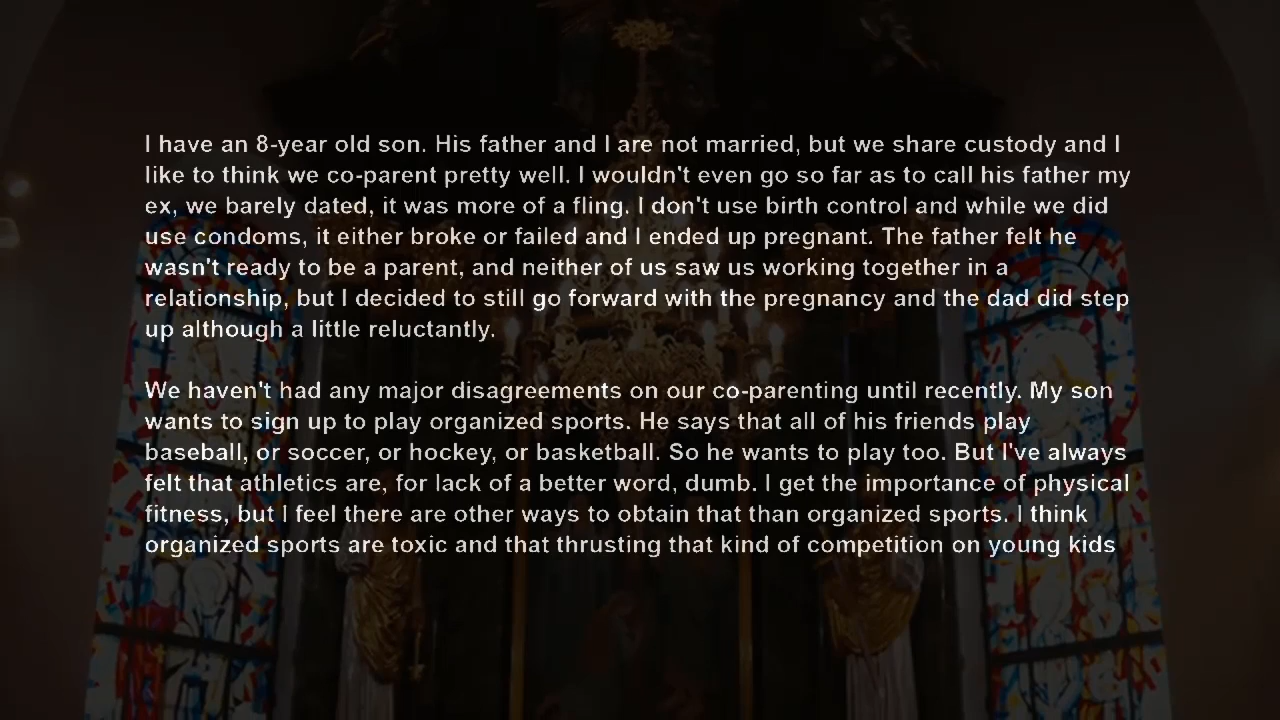 I have an 8-year old son. His father and I are not married, but we share custody and I
like to think we co-parent pretty well. I wouldn't even go so far as to call his father my
ex, we barely dated, it was more of a fling. I don't use birth control and while we did
use condoms, it either broke or failed and I ended up pregnant. The father felt he
wasn't ready to be a parent, and neither of us saw us working together in a
relationship, but I decided to still go forward with the pregnancy and the dad did step
up although a little reluctantly.
We haven't had any major disagreements on our co-parenting until recently. My son
wants to sign up to play organized sports. He says that all of his friends play
baseball, or soccer, or hockey, or basketball. So he wants to play too. But I've always
felt that athletics are, for lack of a better word, dumb. I get the importance of physical
fitness, but I feel there are other ways to obtain that than organized sports. I think
organized sports are toxic and that thrusting that kind of competition on young kids